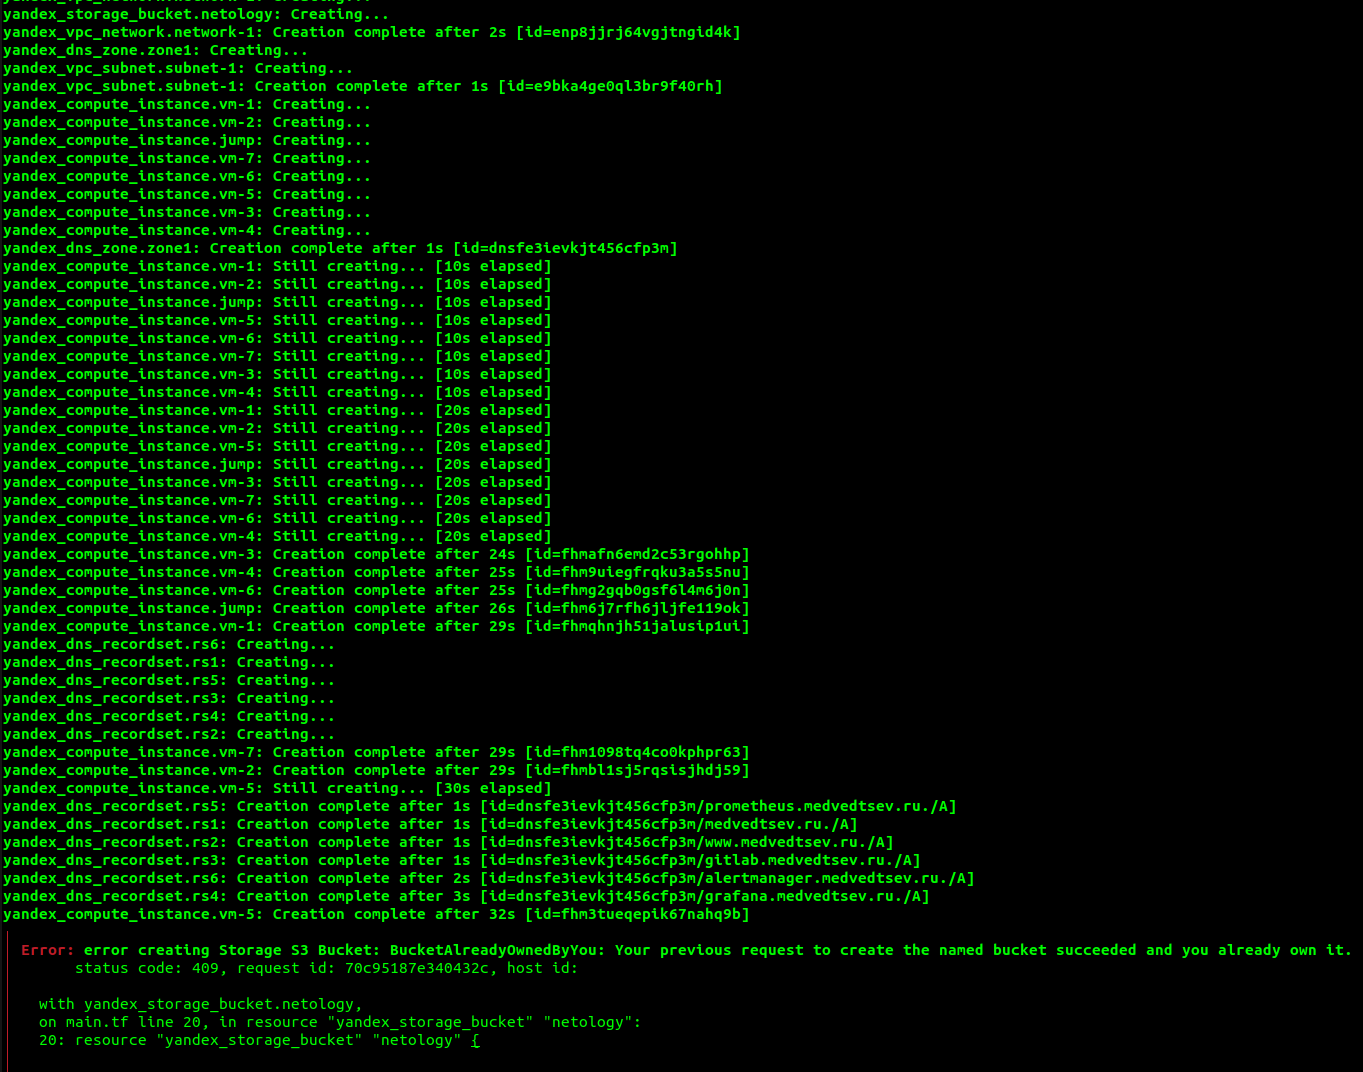 yandex_storage_bucket.netology: Creating...
yandex_vpc_network.network-1: Creation complete after 2s [id=enp8jjrj64vgjtngid4k]
yandex_dns_zone.zone1: Creating...
yandex_vpc_subnet.subnet-1: Creating...
yandex_vpc_subnet.subnet-1: Creation complete after 1s [id=e9bka4ge0ql3br9f40rh]
yandex_compute_instance.vm-1: Creating...
yandex_compute_instance.vm-2: Creating...
yandex_compute_instance.jump: Creating...
yandex_compute_instance.vm-7: Creating...
yandex_compute_instance.vm-6: Creating...
yandex_compute_instance.vm-5: Creating...
yandex_compute_instance.vm-3: Creating...
yandex_compute_instance.vm-4: Creating...
yandex_dns_zone.zone1: Creation complete after 1s [id=dnsfe3ievkjt456cfp3m]
yandex_compute_instance.vm-1: Still creating... [10s elapsed]
yandex_compute_instance.vm-2: Still creating... [10s elapsed]
yandex_compute_instance.jump: Still creating... [10s elapsed]
yandex_compute_instance.vm-5: Still creating... [10s elapsed]
yandex_compute_instance.vm-6: Still creating... [10s elapsed]
yandex_compute_instance.vm-7: Still creating... [10s elapsed]
yandex_compute_instance.vm-3: Still creating... [10s elapsed]
yandex_compute_instance.vm-4: Still creating... [10s elapsed]
yandex_compute_instance.vm-1: Still creating... [20s elapsed]
yandex_compute_instance.vm-2: Still creating... [20s elapsed]
yandex_compute_instance.vm-5: Still creating... [20s elapsed]
yandex_compute_instance.jump: Still creating... [20s elapsed]
yandex_compute_instance.vm-3: Still creating... [20s elapsed]
yandex_compute_instance.vm-7: Still creating... [20s elapsed]
yandex_compute_instance.vm-6: Still creating... [20s elapsed]
yandex_compute_instance.vm-4: Still creating... [20s elapsed]
yandex_compute_instance.vm-3: Creation complete after 24s [id=fhmafn6emd2c53rgohhp]
yandex_compute_instance.vm-4: Creation complete after 25s [id=fhm9uiegfrqku3a5s5nu]
yandex_compute_instance.vm-6: Creation complete after 25s [id=fhmg2gqb0gsf6l4m6j0n]
yandex_compute_instance.jump: Creation complete after 26s [id=fhm6j7rfh6jljfe119ok]
yandex_compute_instance.vm-1: Creation complete after 29s [id=fhmqhnjh51jalusip1ui]
yandex_dns_recordset.rs6: Creating...
yandex_dns_recordset.rs1: Creating...
yandex_dns_recordset.rs5: Creating...
yandex_dns_recordset.rs3: Creating...
yandex_dns_recordset.rs4: Creating...
yandex_dns_recordset.rs2: Creating...
yandex_compute_instance.vm-7: Creation complete after 29s [id=fhm1098tq4co0kphpr63]
yandex_compute_instance.vm-2: Creation complete after 29s [id=fhmbl1sj5rqsisjhdj59]
yandex_compute_instance.vm-5: Still creating... [30s elapsed]
yandex_dns_recordset.rs5: Creation complete after 1s [id=dnsfe3ievkjt456cfp3m/prometheus.medvedtsev.ru./A]
yandex_dns_recordset.rs1: Creation complete after 1s [id=dnsfe3ievkjt456cfp3m/medvedtsev.ru./A]
yandex_dns_recordset.rs2: Creation complete after 1s [id=dnsfe3ievkjt456cfp3m/www.medvedtsev.ru./A]
yandex_dns_recordset.rs3: Creation complete after 1s [id=dnsfe3ievkjt456cfp3m/gitlab.medvedtsev.ru./A]
yandex_dns_recordset.rs6: Creation complete after 2s [id=dnsfe3ievkjt456cfp3m/alertmanager.medvedtsev.ru./A]
yandex_dns_recordset.rs4: Creation complete after 3s [id=dnsfe3ievkjt456cfp3m/grafana.medvedtsev.ru./A]
yandex_compute_instance.vm-5: Creation complete after 32s [id=fhm3tueqepik67nahq9b]
Error: error creating Storage S3 Bucket: BucketAlreadyOwnedByYou: Your previous request to create the named bucket succeeded and you already own it.
status code: 409, request id: 70c95187e340432c, host id:
with yandex_storage_bucket.netology,
on main.tf line 20, in resource "yandex_storage_bucket" "netology":
20: resource "yandex_storage_bucket" "netology" {